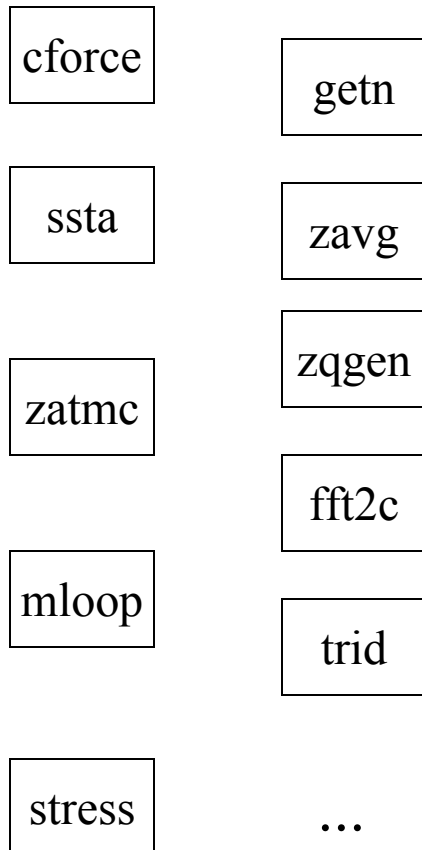 cforce
ssta
zatmc
mloop
stress
getn
zavg
zqgen
fft2c
trid
...